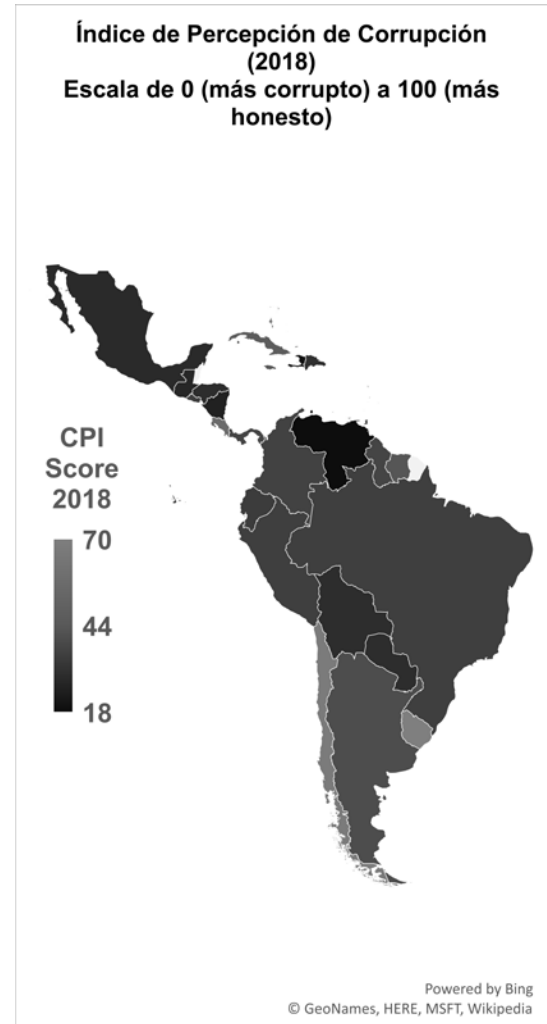 Índice de Percepción de Corrupción
(2018)
Escala de 0 (más corrupto) a 100 (más
honesto)
CPI
Score
2018
70
44
18
Powered by Bing
© GeoNames, HERE, MSFT, Wikipedia